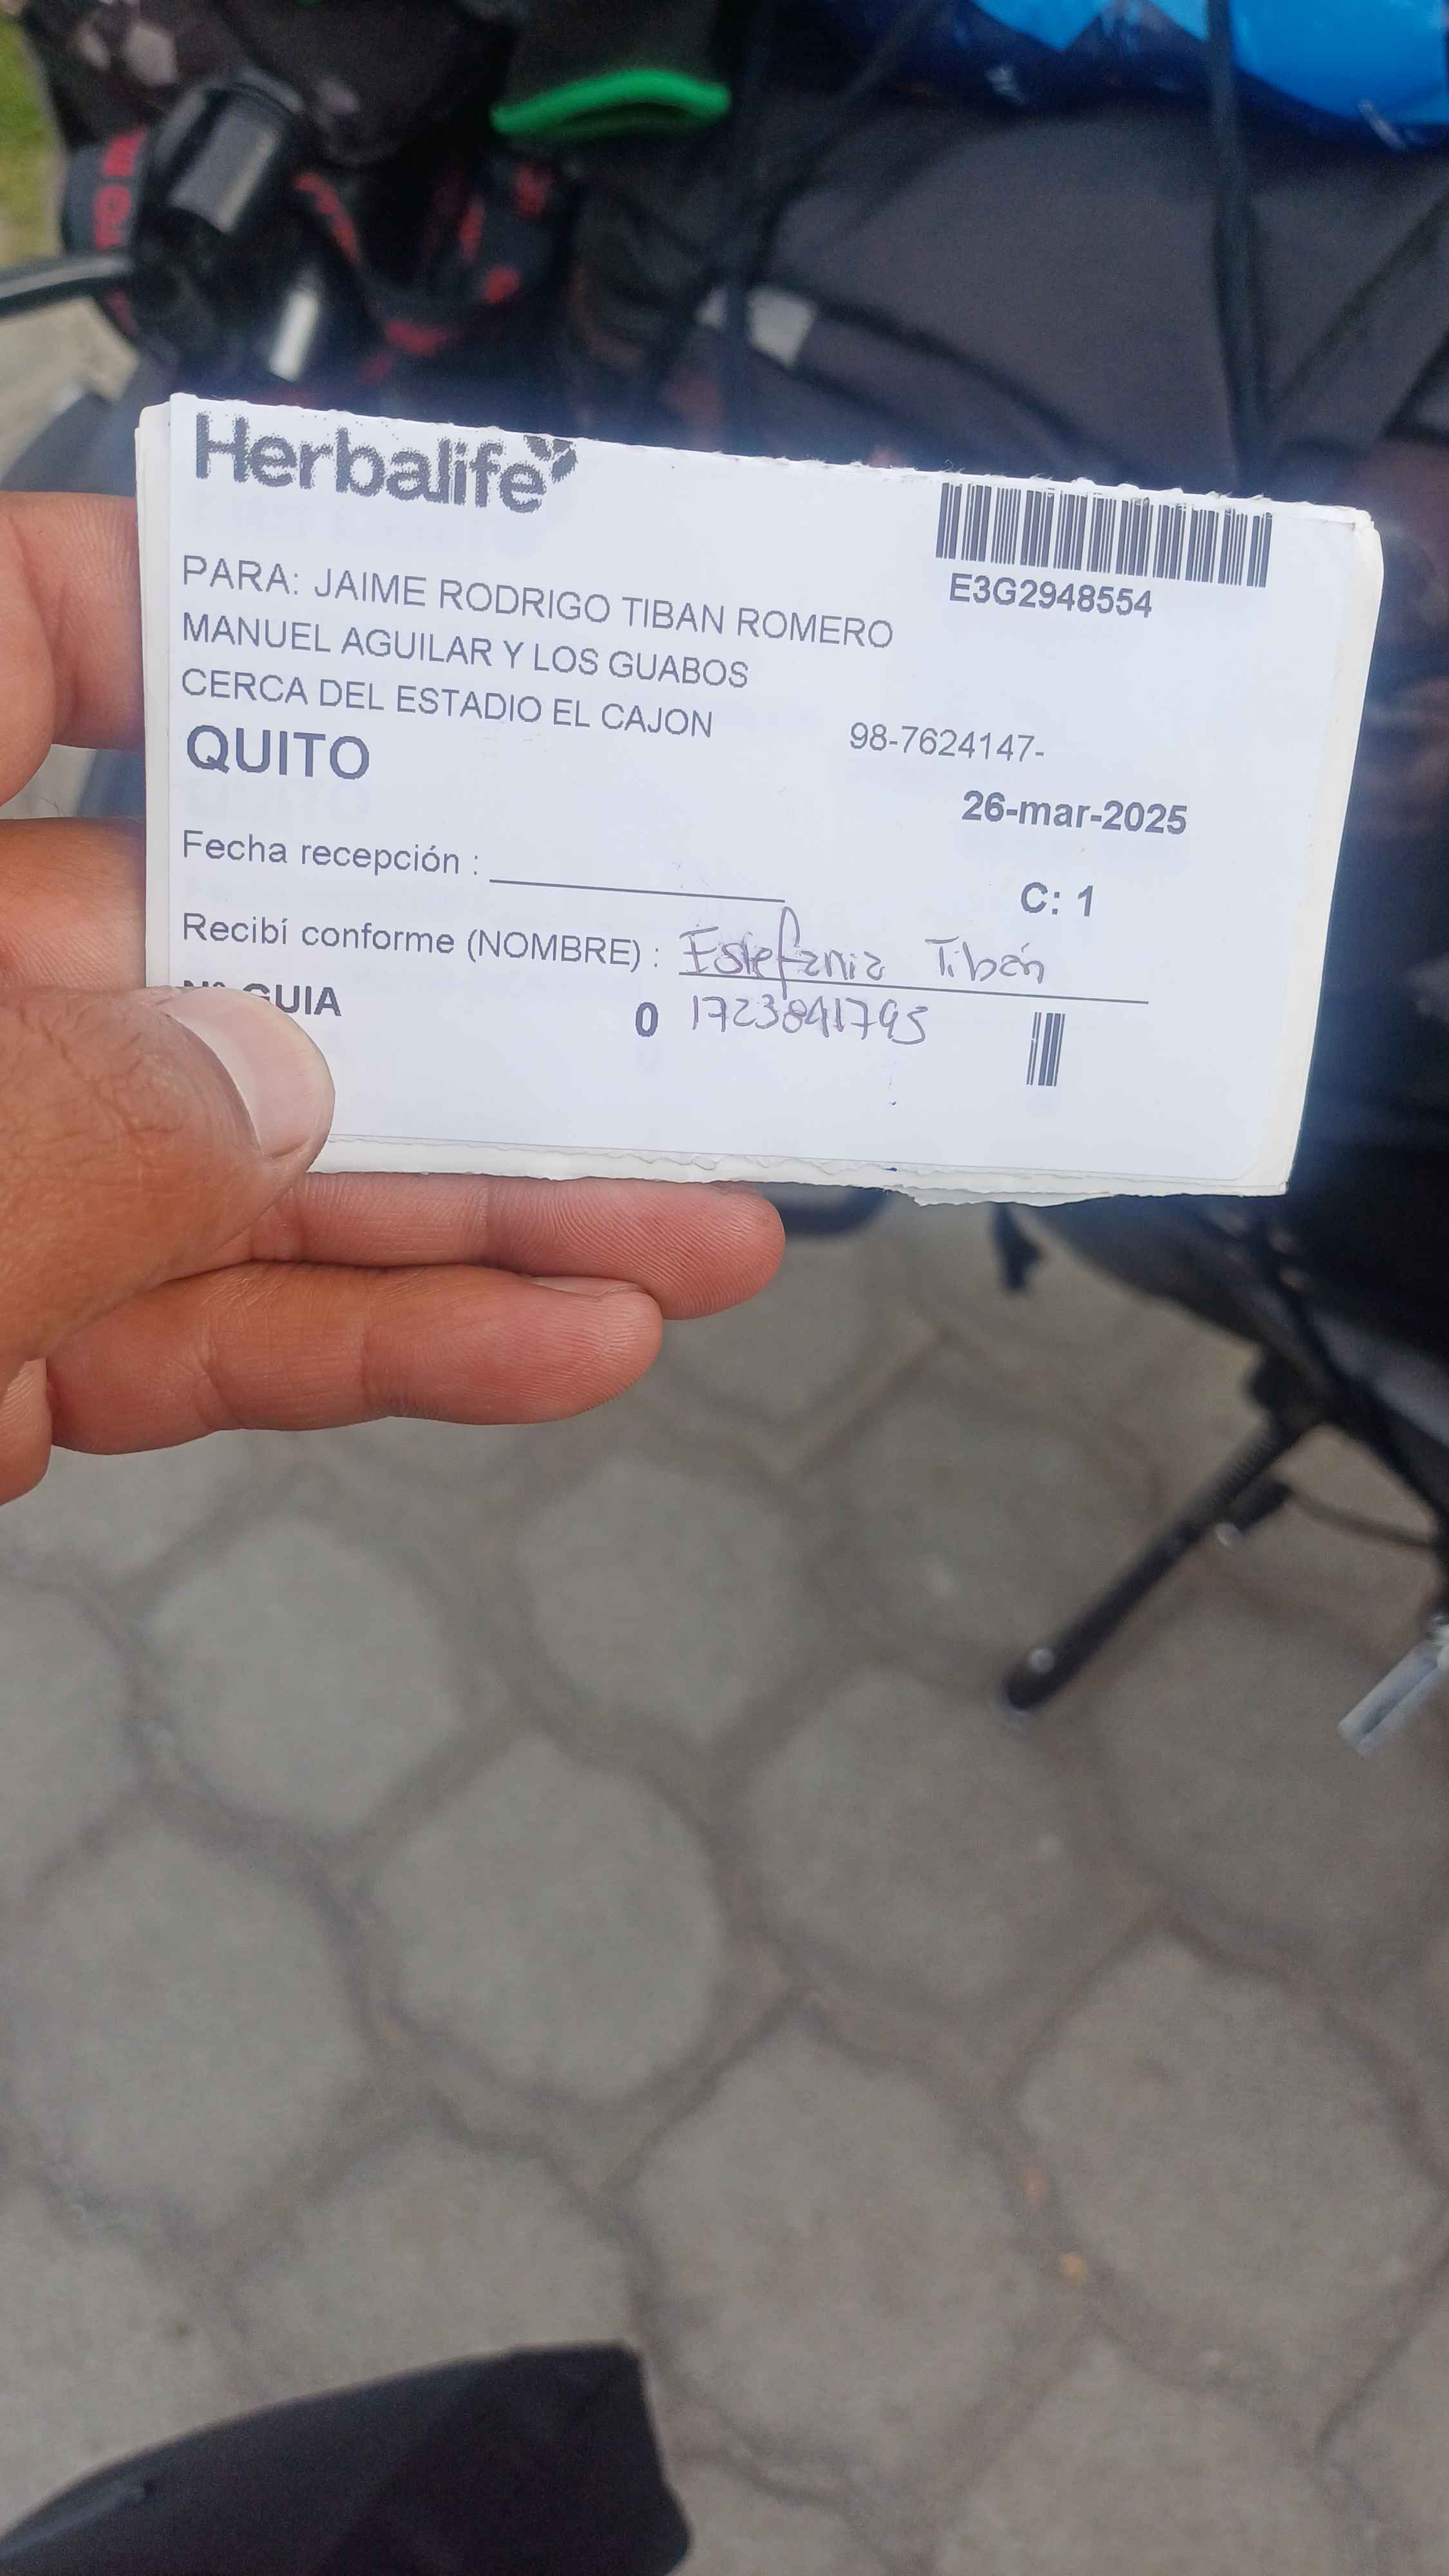 Herbalife
E3G2948554
PARA: JAIME RODRIGO TIBAN ROMERO
MANUEL AGUILAR Y LOS GUABOS
CERCA DEL ESTADIO EL CAJON
98-7624147-
QUITO
26-mar-2025
Fecha recepción :
C: 1
Recibí conforme (NOMBRE) : Estefania Tibán
Nº GUIA
0 1723841795